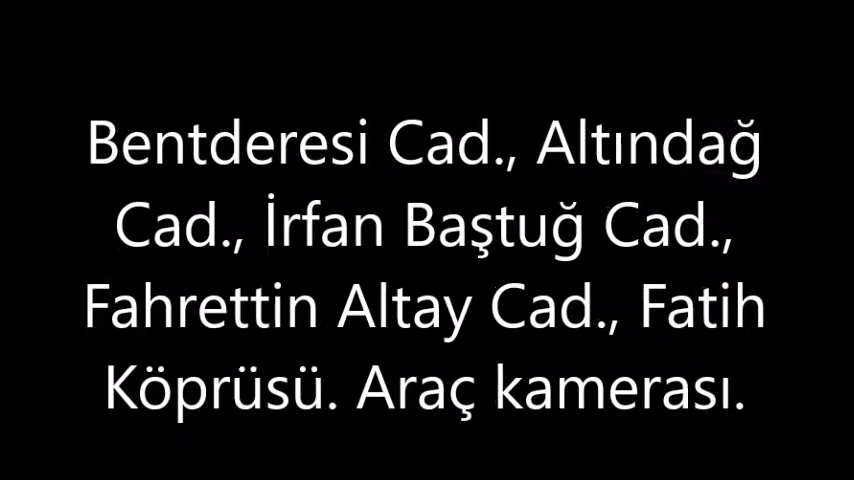 Bentderesi Cad., Altındağ
Cad., İrfan Baştuğ Cad.,
Fahrettin Altay Cad., Fatih
Köprüsü. Araç kamerası.